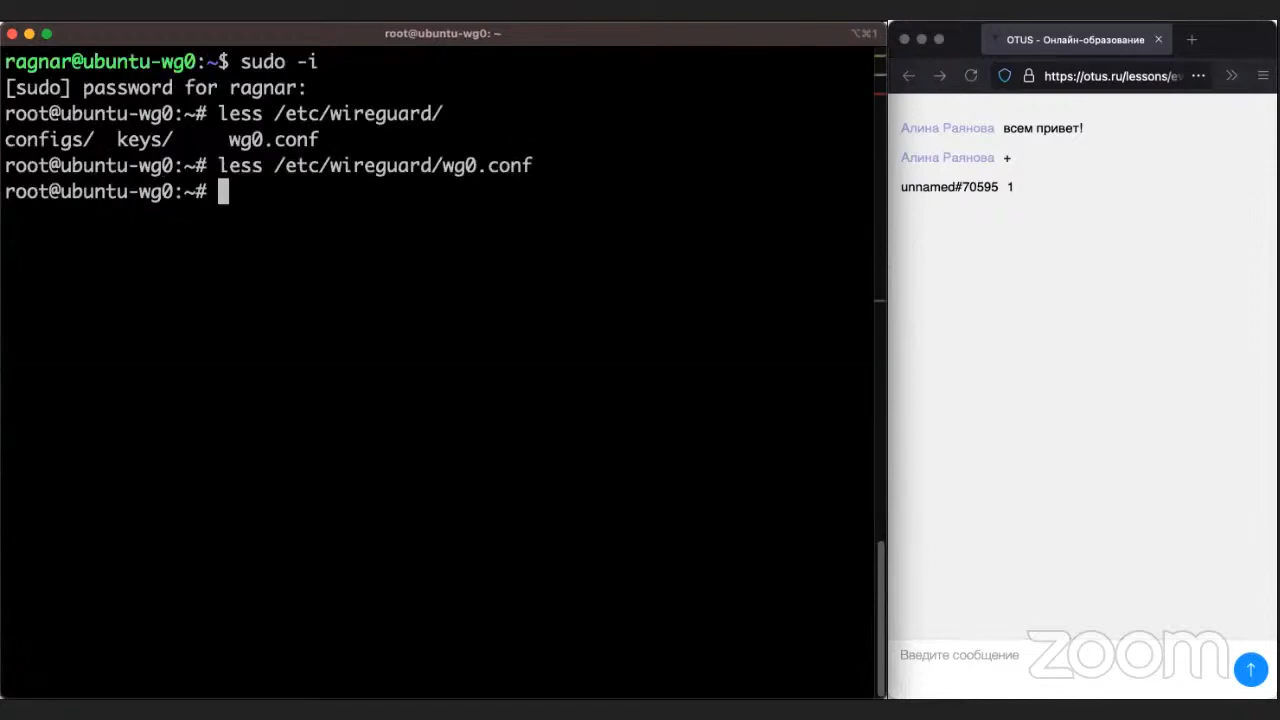 root@ubuntu-wg0: ~
⌥⌘1
ragnar@ubuntu-wg0:~$ sudo -i
[sudo] password for ragnar:
root@ubuntu-wg0:~# less /etc/wireguard/
configs/ keys/ wg0.conf
root@ubuntu-wg0:~# less /etc/wireguard/wg0.conf
root@ubuntu-wg0:~#
OTUS - Онлайн-образование
https://otus.ru/lessons/ev
Алина Раянова всем привет!
Алина Раянова +
unnamed#70595 1
Введите сообщение
zoom